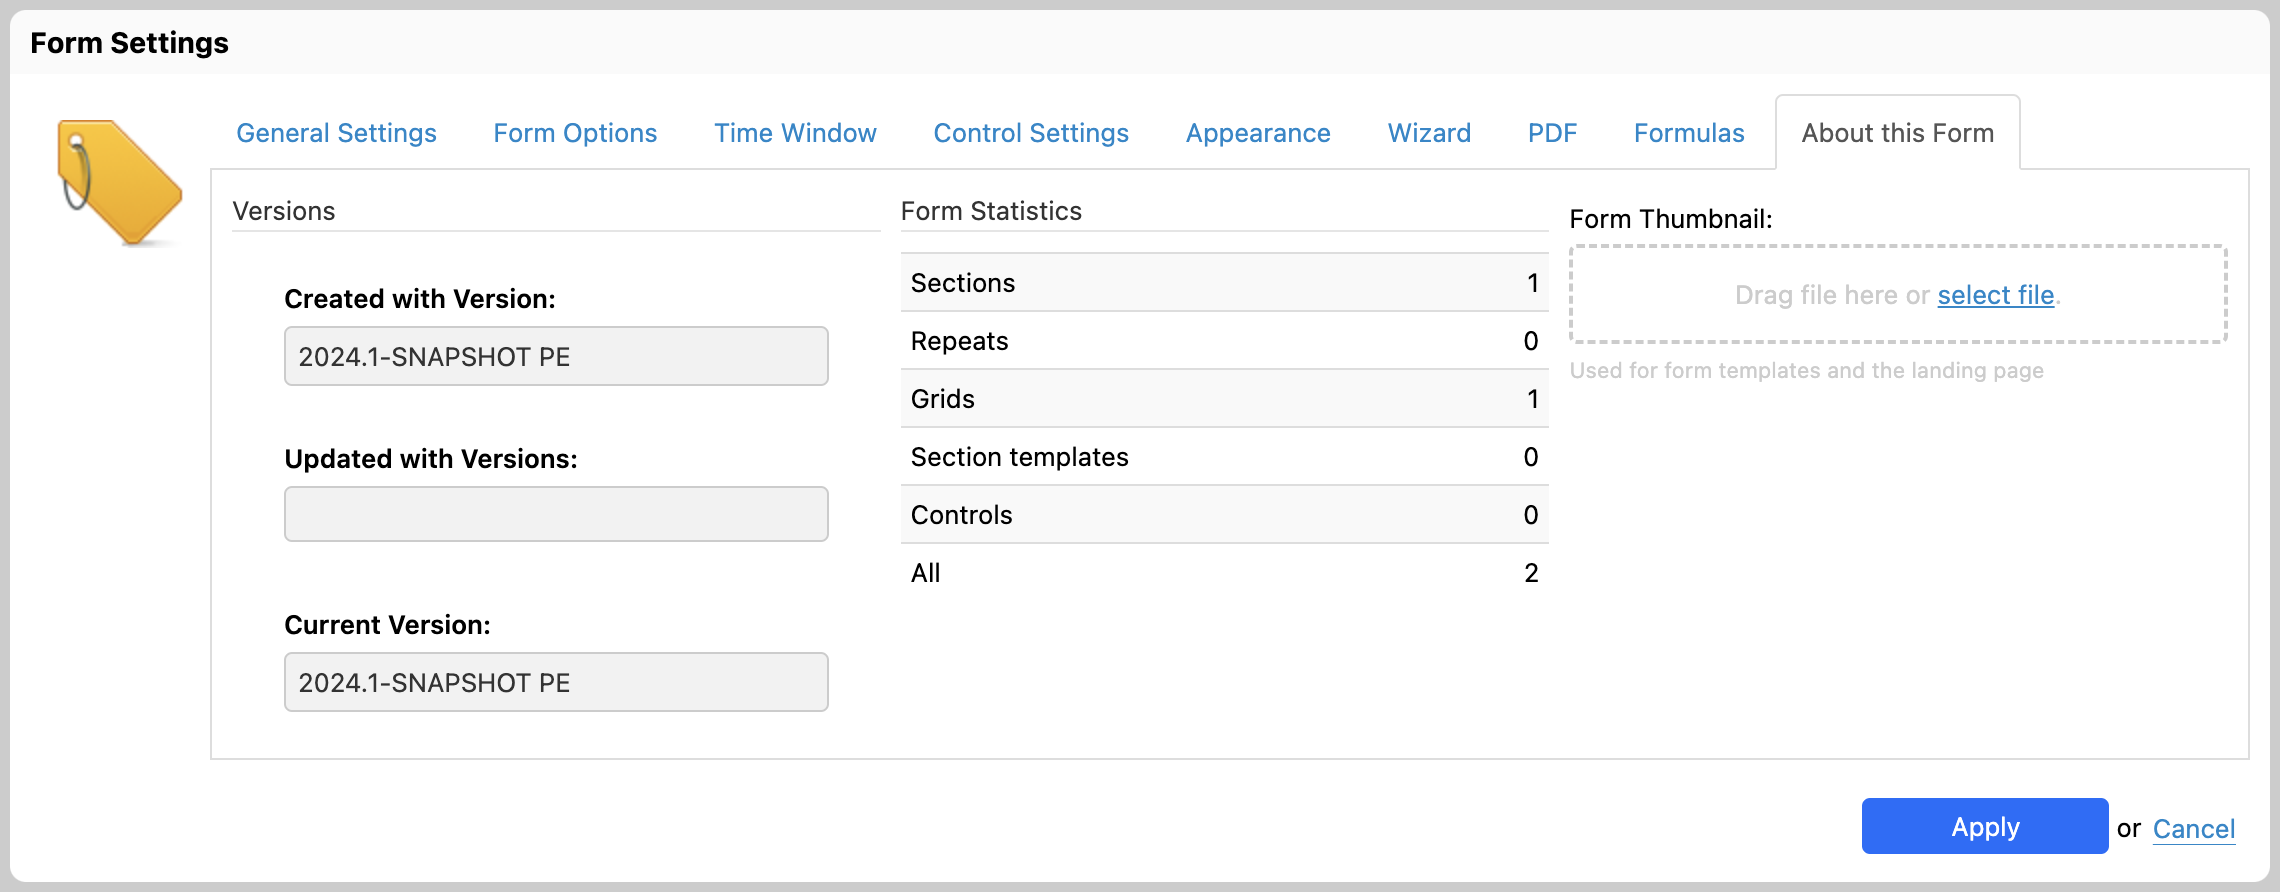 Form Settings
General Settings Form Options Time Window Control Settings Appearance Wizard PDF Formulas About this Form
Versions
Created with Version:
2024.1-SNAPSHOT PE
Updated with Versions:
Current Version:
2024.1-SNAPSHOT PE
Form Statistics
Sections 1
Repeats 0
Grids 1
Section templates 0
Controls 0
All 2
Form Thumbnail:
Drag file here or select file.
Used for form templates and the landing page
Apply or Cancel